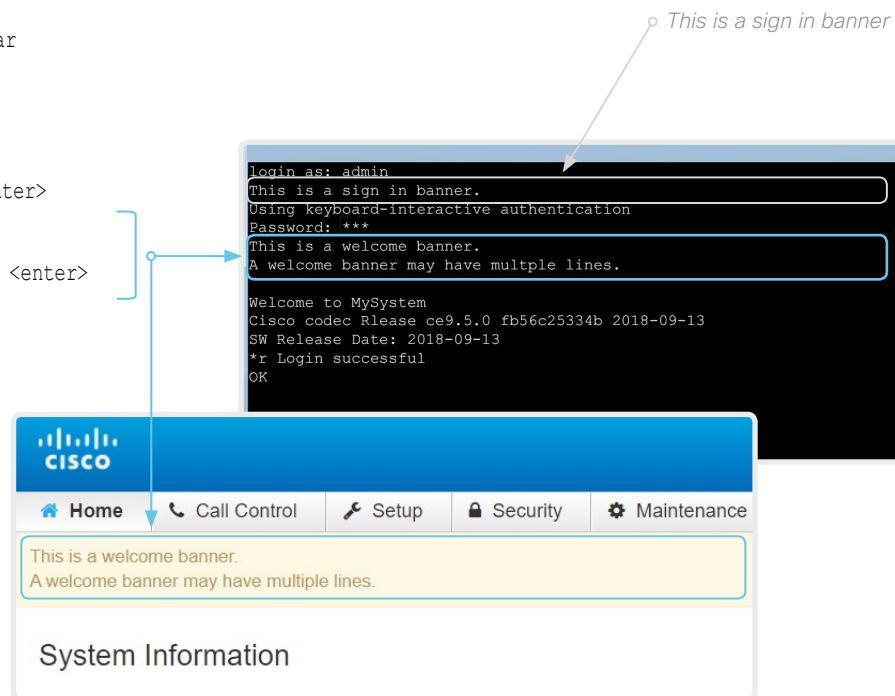 This is a sign in banner
ar
nter>
<enter>
login as: admin
This is a sign in banner.
Using keyboard-interactive authentication
Password: ***
This is a welcome banner.
A welcome banner may have multple lines.
Welcome to MySystem
Cisco codec Rlease ce9.5.0 fb56c25334b 2018-09-13
SW Release Date: 2018-09-13
*r Login successful
OK
CISCO
Home Call Control Setup Security Maintenance
This is a welcome banner.
A welcome banner may have multiple lines.
System Information